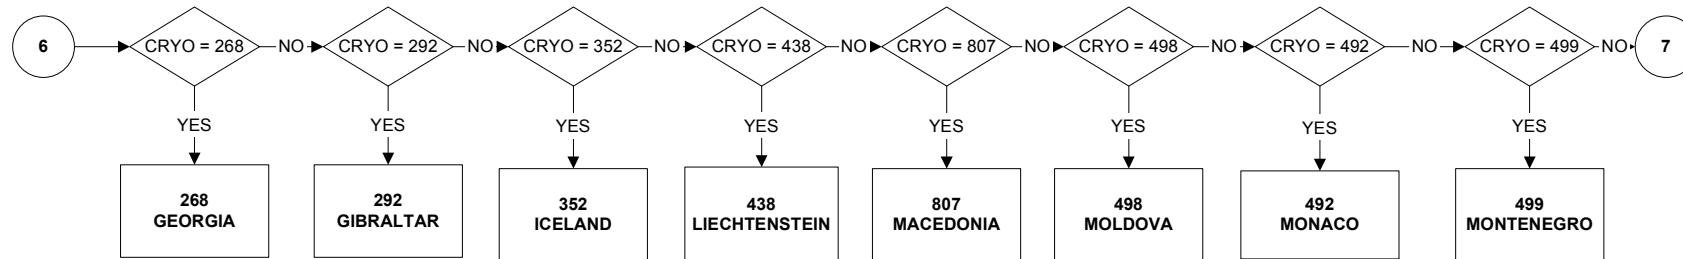 6
CRYO = 268
NO
CRYO = 292
NO
CRYO = 352
NO
CRYO = 438
NO
CRYO = 807
NO
CRYO = 498
NO
CRYO = 492
NO
CRYO = 499
NO
7
YES
YES
YES
YES
YES
YES
YES
YES
268
GEORGIA
292
GIBRALTAR
352
ICELAND
438
LIECHTENSTEIN
807
MACEDONIA
498
MOLDOVA
492
MONACO
499
MONTENEGRO